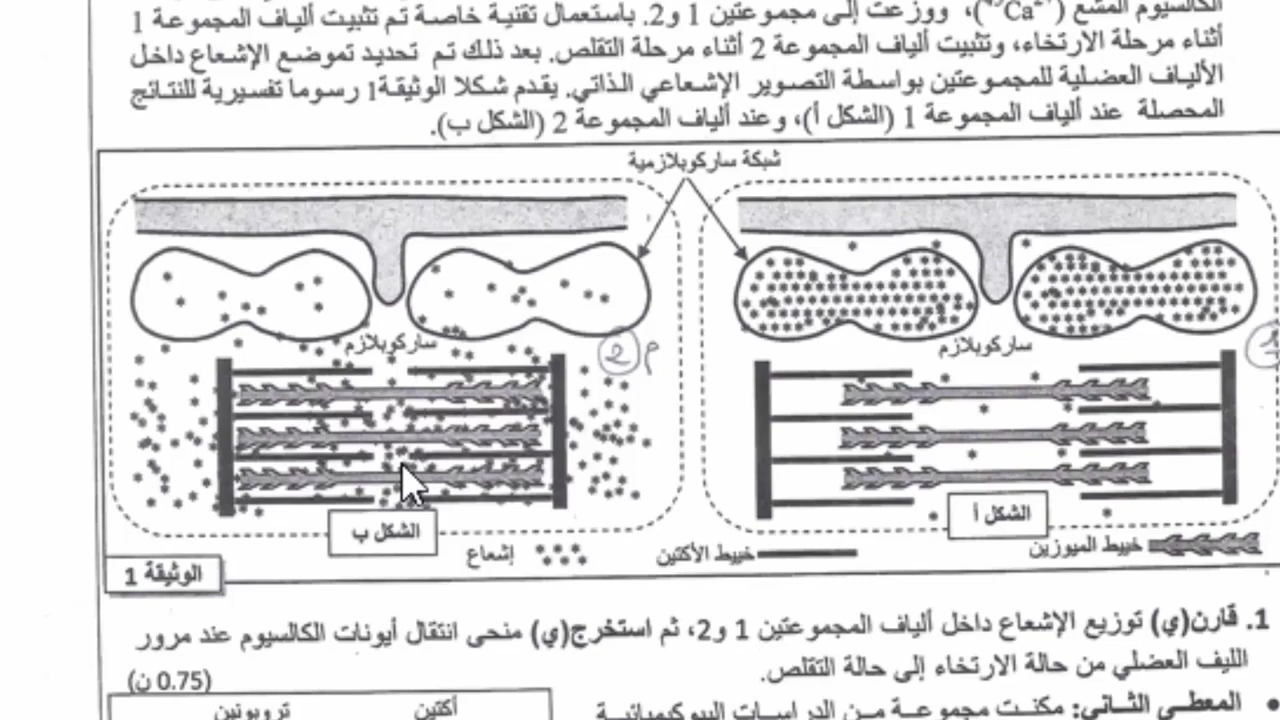 الكالسيوم المشع (⁴⁵Ca²⁺)، ووزعت إلى مجموعتين 1 و2. باستعمال تقنية خاصة تم تثبيت ألياف المجموعة 1
أثناء مرحلة الارتخاء، وتثبيت ألياف المجموعة 2 أثناء مرحلة التقلص. بعد ذلك تم تحديد تموضع الإشعاع داخل
الألياف العضلية للمجموعتين بواسطة التصوير الإشعاعي الذاتي. يقدم شكلا الوثيقة1 رسوما تفسيرية للنتائج
المحصلة عند ألياف المجموعة 1 (الشكل أ)، وعند ألياف المجموعة 2 (الشكل ب).
شبكة ساركوبلازمية
ساركوبلازم
ساركوبلازم
1
2
الشكل أ
الشكل ب
خييط الميوزين
خييط الأكتين
إشعاع
الوثيقة 1
1. قارن(ي) توزيع الإشعاع داخل ألياف المجموعتين 1 و2، ثم استخرج(ي) منحى انتقال أيونات الكالسيوم عند مرور
الليف العضلي من حالة الارتخاء إلى حالة التقلص. (0.75 ن)
• المعطى الثاني: مكنت مجموعة من الدراسات البيوكيميائية
أكتين
تروبونين